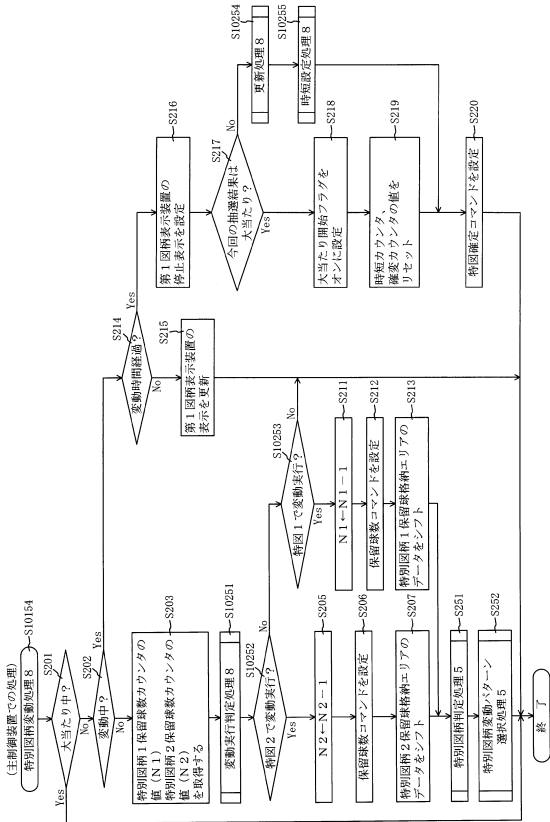 (主制御装置での処理)
特別図柄変動処理8
S10154
S201
大当たり中?
Yes
No
S202
変動中?
Yes
No
S203
特別図柄1保留球数カウンタの
値(N1)
特別図柄2保留球数カウンタの
値(N2)
を取得する
S10251
変動実行判定処理8
S10252
特図2で変動実行?
No
Yes
S205
N2←N2-1
S206
保留球数コマンドを設定
S207
特別図柄2保留球格納エリアの
データをシフト
S10253
特図1で変動実行?
No
Yes
S211
N1←N1-1
S212
保留球数コマンドを設定
S213
特別図柄1保留球格納エリアの
データをシフト
S251
特別図柄判定処理5
S252
特別図柄変動パターン
選択処理5
S214
変動時間経過?
Yes
No
S215
第1図柄表示装置の
表示を更新
S216
第1図柄表示装置の
停止表示を設定
S217
今回の抽選結果は
大当たり?
No
Yes
S218
大当たり開始フラグを
オンに設定
S219
時短カウンタ、
確変カウンタの値を
リセット
S10254
更新処理8
S10255
時短設定処理8
S220
特図確定コマンドを設定
終 了